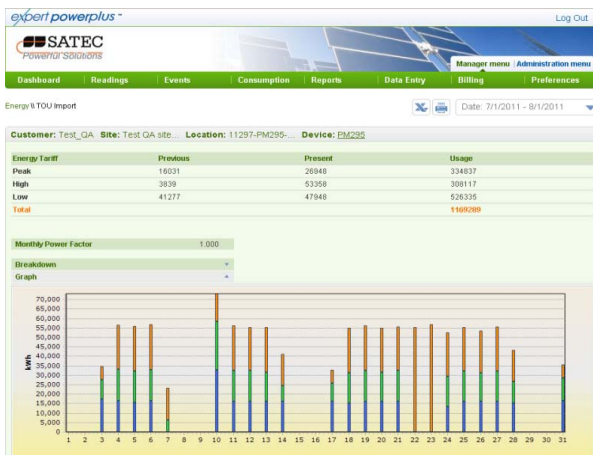 expert powerplus™
Log Out
SATEC
Powerful Solutions
Manager menu | Administration menu
Dashboard Readings Events Consumption Reports Data Entry Billing Preferences
Energy \\ TOU Import
Date: 7/1/2011 - 8/1/2011
Customer: Test_QA Site: Test QA site... Location: 11297-PM295-... Device: PM295
Energy Tariff Previous Present Usage
Peak 16031 26948 334837
High 3839 53358 308117
Low 41277 47948 526335
Total 1169289
Monthly Power Factor 1.000
Breakdown
Graph
70,000
65,000
60,000
55,000
50,000
45,000
40,000
35,000
30,000
25,000
20,000
15,000
10,000
5,000
0
kWh
1 2 3 4 5 6 7 8 9 10 11 12 13 14 15 16 17 18 19 20 21 22 23 24 25 26 27 28 29 30 31